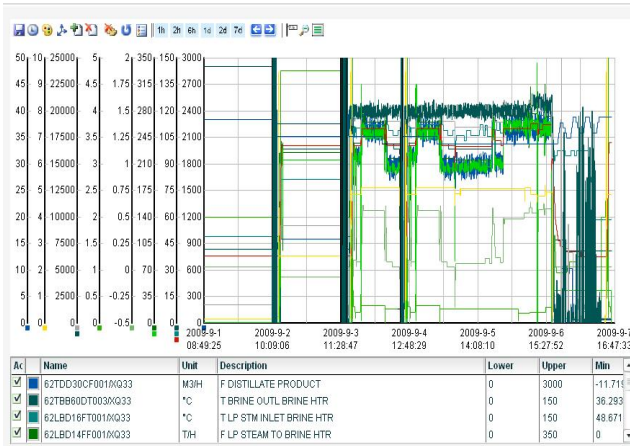 1h 2h 6h 1d 2d 7d
50 10 25000 5 2 350 150 3000
45 9 22500 4.5 1.75 315 135 2700
40 8 20000 4 1.5 280 120 2400
35 7 17500 3.5 1.25 245 105 2100
30 6 15000 3 1 210 90 1800
25 5 12500 2.5 0.75 175 75 1500
20 4 10000 2 0.5 140 60 1200
15 3 7500 1.5 0.25 105 45 900
10 2 5000 1 0 70 30 600
5 1 2500 0.5 -0.25 35 15 300
0 0 0 0 -0.5 0 0 0
2009-9-1 2009-9-2 2009-9-3 2009-9-4 2009-9-5 2009-9-6 2009-9-7
08:49:25 10:09:06 11:28:47 12:48:29 14:08:10 15:27:52 16:47:33
Ac Name Unit Description Lower Upper Min
62TDD30CF001/XQ33 M3/H F DISTILLATE PRODUCT 0 3000 -11.719
62TBB60DT003/XQ33 °C T BRINE OUTL BRINE HTR 0 150 36.293
62LBD16FT001/XQ33 °C T LP STM INLET BRINE HTR 0 150 48.671
62LBD14FF001/XQ33 T/H F LP STEAM TO BRINE HTR 0 350 0